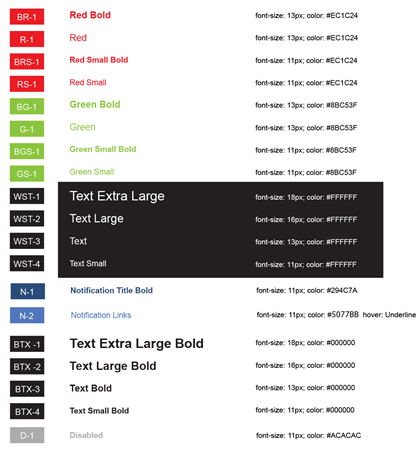 BR-1 Red Bold font-size: 13px; color: #EC1C24
R-1 Red font-size: 13px; color: #EC1C24
BRS-1 Red Small Bold font-size: 11px; color: #EC1C24
RS-1 Red Small font-size: 11px; color: #EC1C24
BG-1 Green Bold font-size: 13px; color: #8BC53F
G-1 Green font-size: 13px; color: #8BC53F
BGS-1 Green Small Bold font-size: 11px; color: #8BC53F
GS-1 Green Small font-size: 11px; color: #8BC53F
WST-1 Text Extra Large font-size: 18px; color: #FFFFFF
WST-2 Text Large font-size: 16px; color: #FFFFFF
WST-3 Text font-size: 13px; color: #FFFFFF
WST-4 Text Small font-size: 11px; color: #FFFFFF
N-1 Notification Title Bold font-size: 11px; color: #294C7A
N-2 Notification Links font-size: 11px; color: #5077BB hover: Underline
BTX -1 Text Extra Large Bold font-size: 18px; color: #000000
BTX -2 Text Large Bold font-size: 16px; color: #000000
BTX-3 Text Bold font-size: 13px; color: #000000
BTX-4 Text Small Bold font-size: 11px; color: #000000
D-1 Disabled font-size: 11px; color: #ACACAC